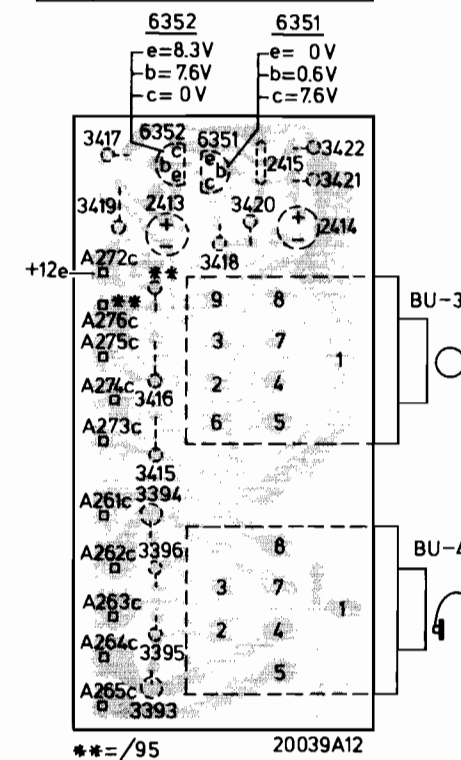 6352 6351
e=8.3V e= 0V
b=7.6V b=0.6V
c= 0V c=7.6V
3417 6352 6351 2415 3422
c e
b b
e c
3421
3419 2413 3420
+ + 2414
- -
A272c 3418
+12e **
** 9 8 BU-3
A276c
A275c 3 7
1
A274c 3416 2 4
A273c 6 5
3415
A261c 3394
8 BU-4
A262c 3396
3 7
A263c 1
2 4
A264c 3395
5
A265c 3393
**=/95 20039A12